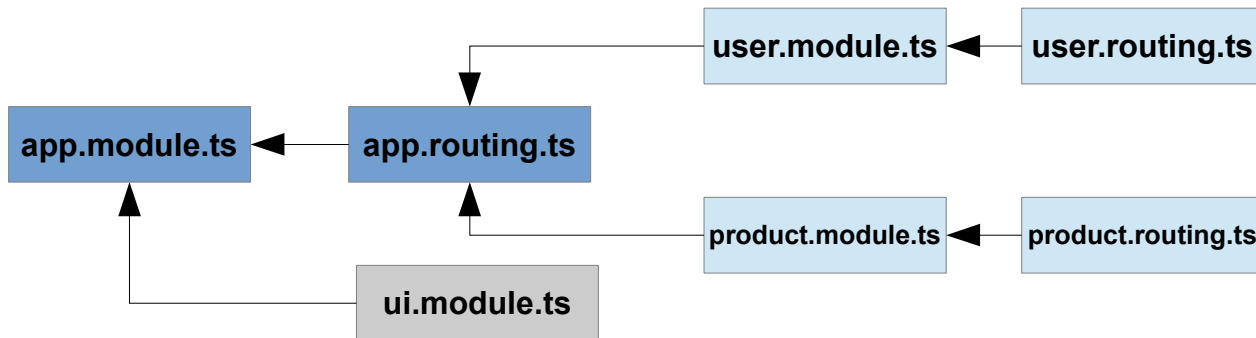 user.module.ts
user.routing.ts
app.module.ts
app.routing.ts
product.module.ts
product.routing.ts
ui.module.ts